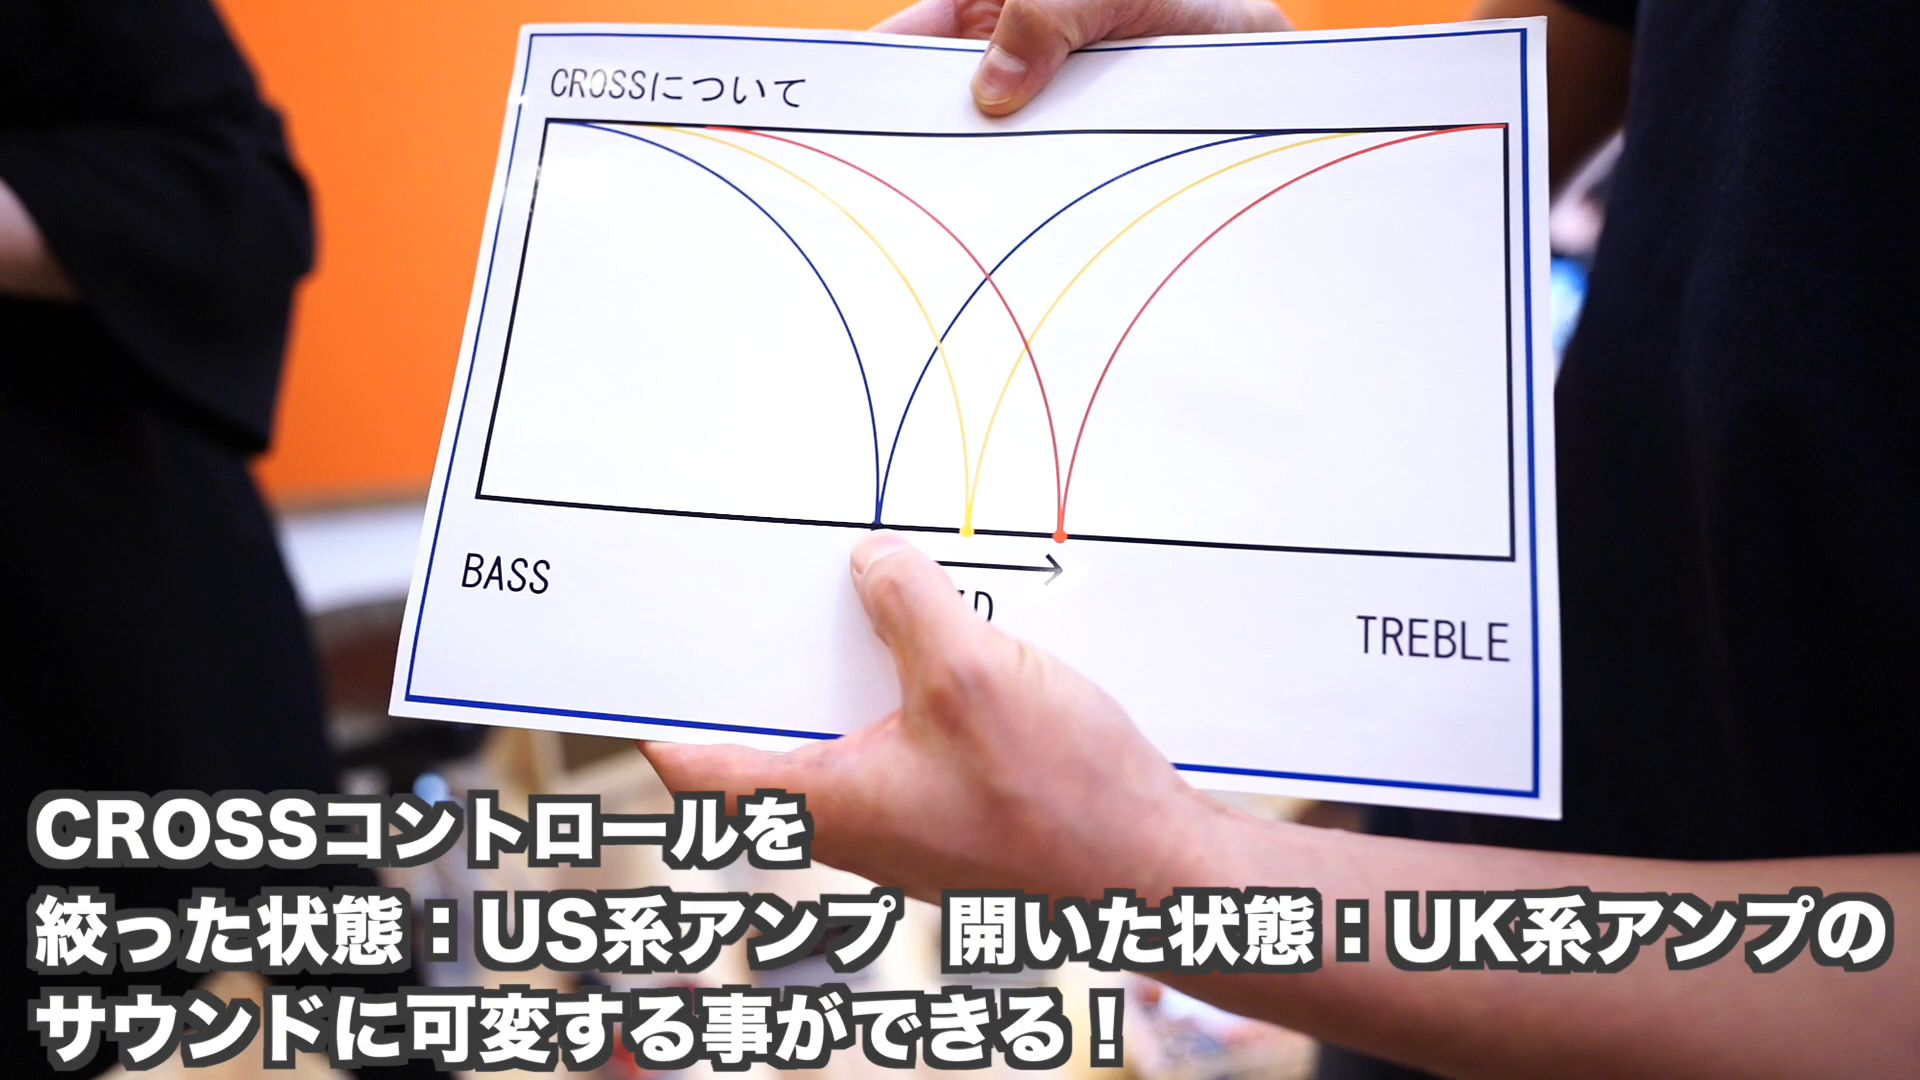 CROSSについて
BASS
TREBLE
CROSSコントロールを
絞った状態：US系アンプ 開いた状態：UK系アンプの
サウンドに可変する事ができる！